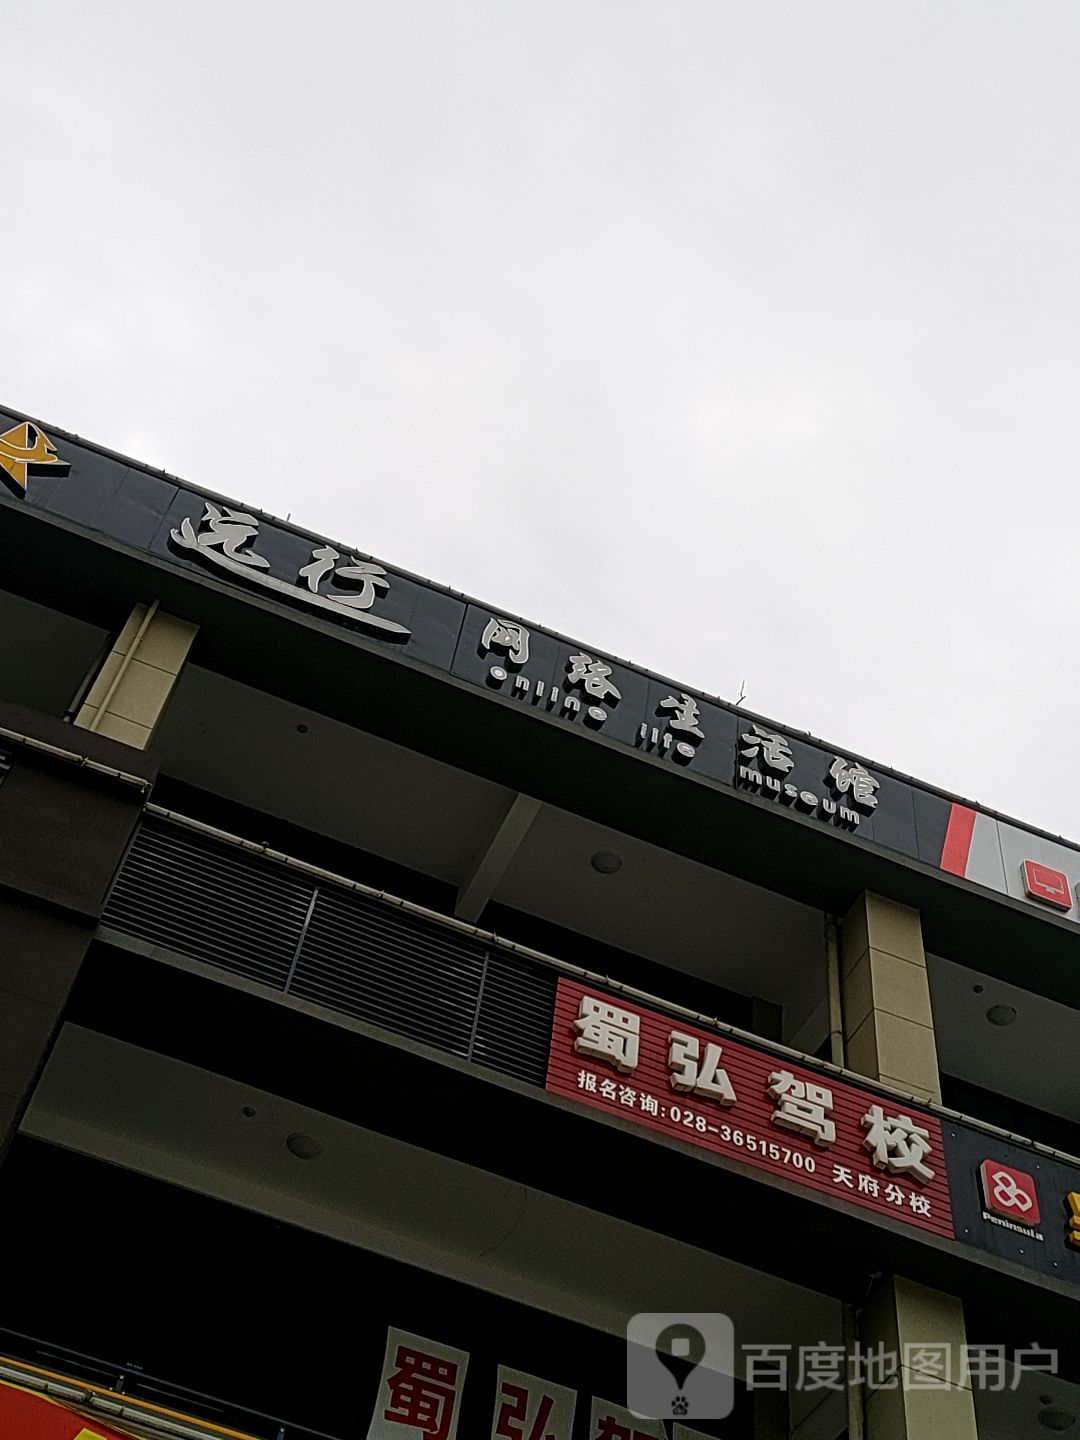 远行 网络生活馆
online life museum
蜀弘驾校
报名咨询:028-36515700 天府分校
Peninsula
蜀弘驾
百度地图用户